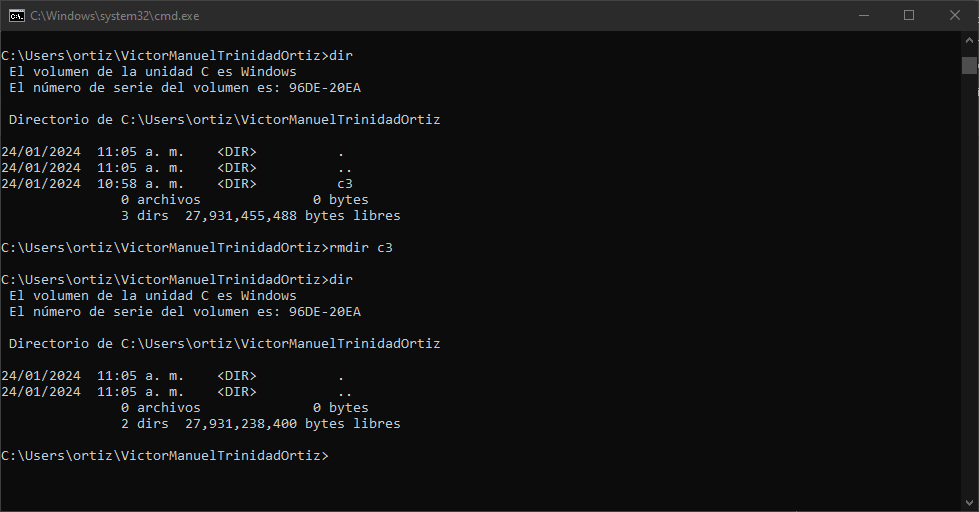 C:\Windows\system32\cmd.exe
C:\Users\ortiz\VictorManuelTrinidadOrtiz>dir
 El volumen de la unidad C es Windows
 El número de serie del volumen es: 96DE-20EA
 Directorio de C:\Users\ortiz\VictorManuelTrinidadOrtiz
24/01/2024  11:05 a. m.    <DIR>          .
24/01/2024  11:05 a. m.    <DIR>          ..
24/01/2024  10:58 a. m.    <DIR>          c3
               0 archivos              0 bytes
               3 dirs  27,931,455,488 bytes libres
C:\Users\ortiz\VictorManuelTrinidadOrtiz>rmdir c3
C:\Users\ortiz\VictorManuelTrinidadOrtiz>dir
 El volumen de la unidad C es Windows
 El número de serie del volumen es: 96DE-20EA
 Directorio de C:\Users\ortiz\VictorManuelTrinidadOrtiz
24/01/2024  11:05 a. m.    <DIR>          .
24/01/2024  11:05 a. m.    <DIR>          ..
               0 archivos              0 bytes
               2 dirs  27,931,238,400 bytes libres
C:\Users\ortiz\VictorManuelTrinidadOrtiz>